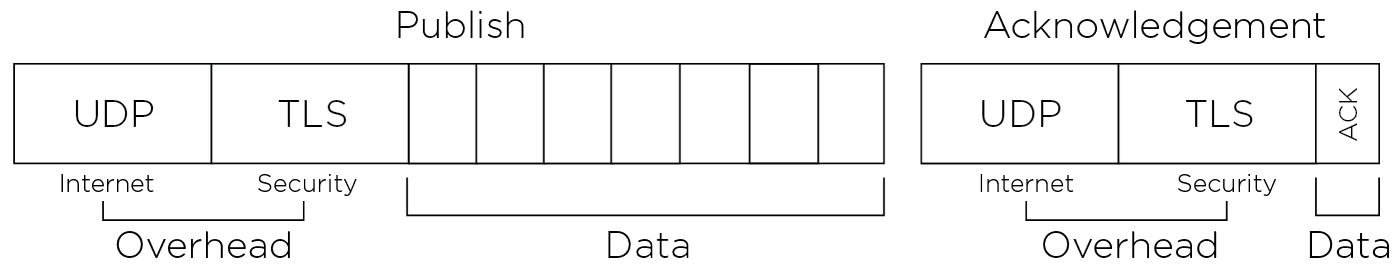 Publish
UDP TLS
Internet Security
Overhead Data
Acknowledgement
UDP TLS ACK
Internet Security
Overhead Data